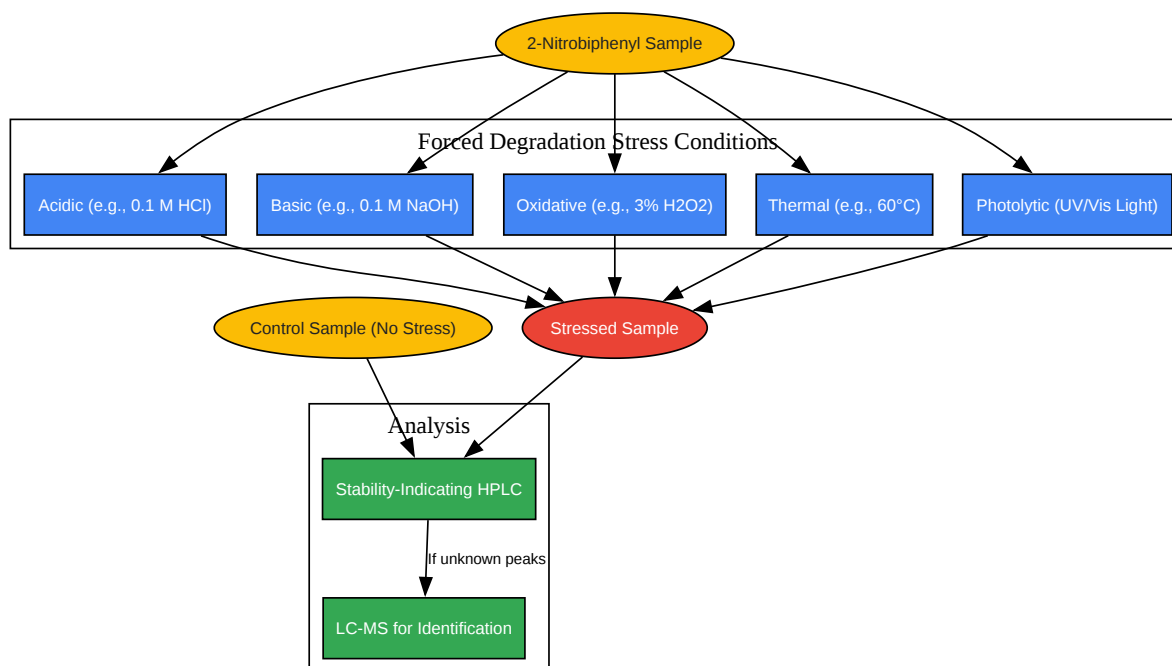 2-Nitrobiphenyl Sample
Forced Degradation Stress Conditions
Acidic (e.g., 0.1 M HCl)
Basic (e.g., 0.1 M NaOH)
Oxidative (e.g., 3% H2O2)
Thermal (e.g., 60°C)
Photolytic (UV/Vis Light)
Control Sample (No Stress)
Stressed Sample
Analysis
Stability-Indicating HPLC
If unknown peaks
LC-MS for Identification